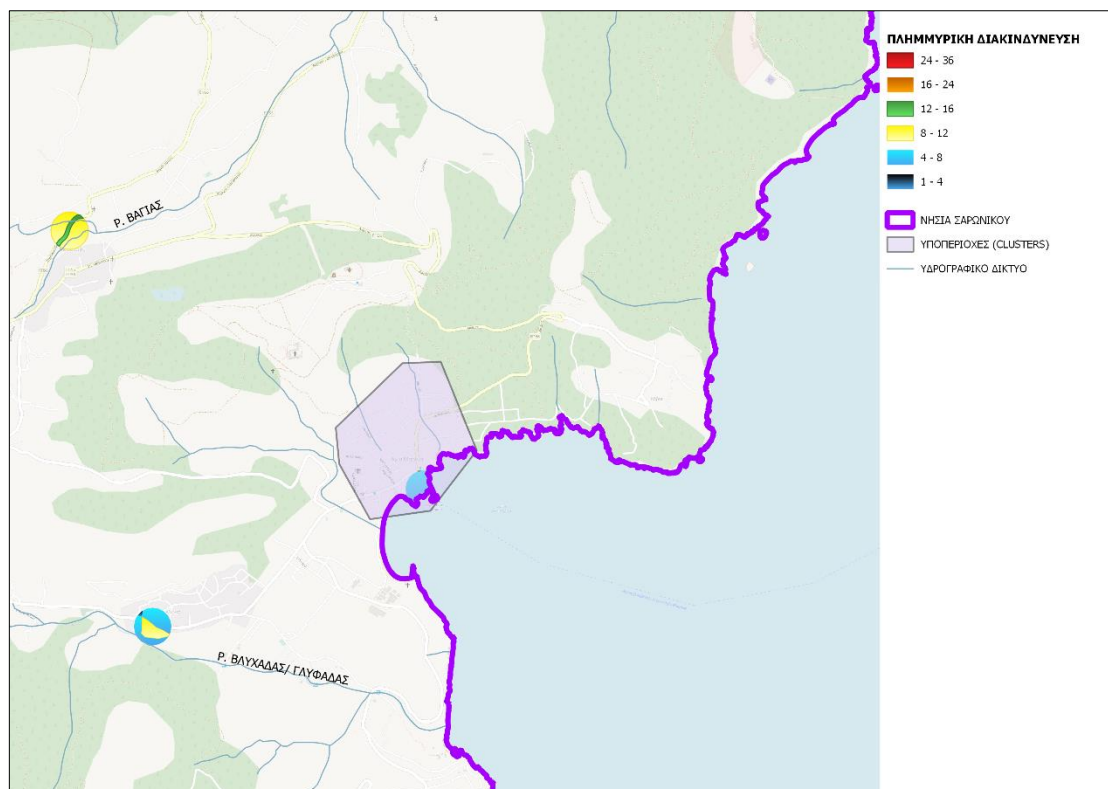 ΠΛΗΜΜΥΡΙΚΗ ΔΙΑΚΙΝΔΥΝΕΥΣΗ
24 - 36
16 - 24
12 - 16
8 - 12
4 - 8
1 - 4
ΝΗΣΙΑ ΣΑΡΩΝΙΚΟΥ
ΥΠΟΠΕΡΙΟΧΕΣ (CLUSTERS)
ΥΔΡΟΓΡΑΦΙΚΟ ΔΙΚΤΥΟ
Ρ. ΒΑΓΙΑΣ
Ρ. ΒΛΥΧΑΔΑΣ/ ΓΛΥΦΑΔΑΣ